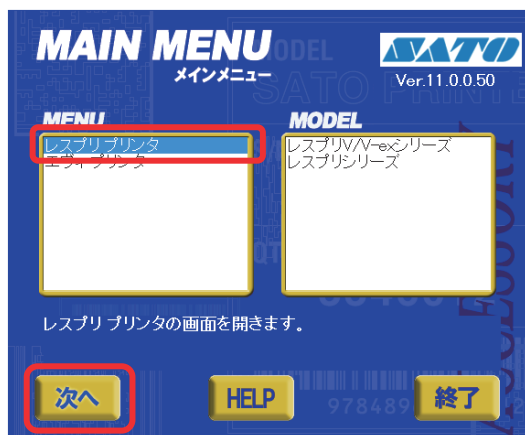 MAIN MENU
メインメニュー
SATO
Ver.11.0.0.50
MENU
レスプリプリンタ
エヴィプリンタ
MODEL
レスプリV/V-exシリーズ
レスプリシリーズ
レスプリ プリンタの画面を開きます。
次へ
HELP
終了